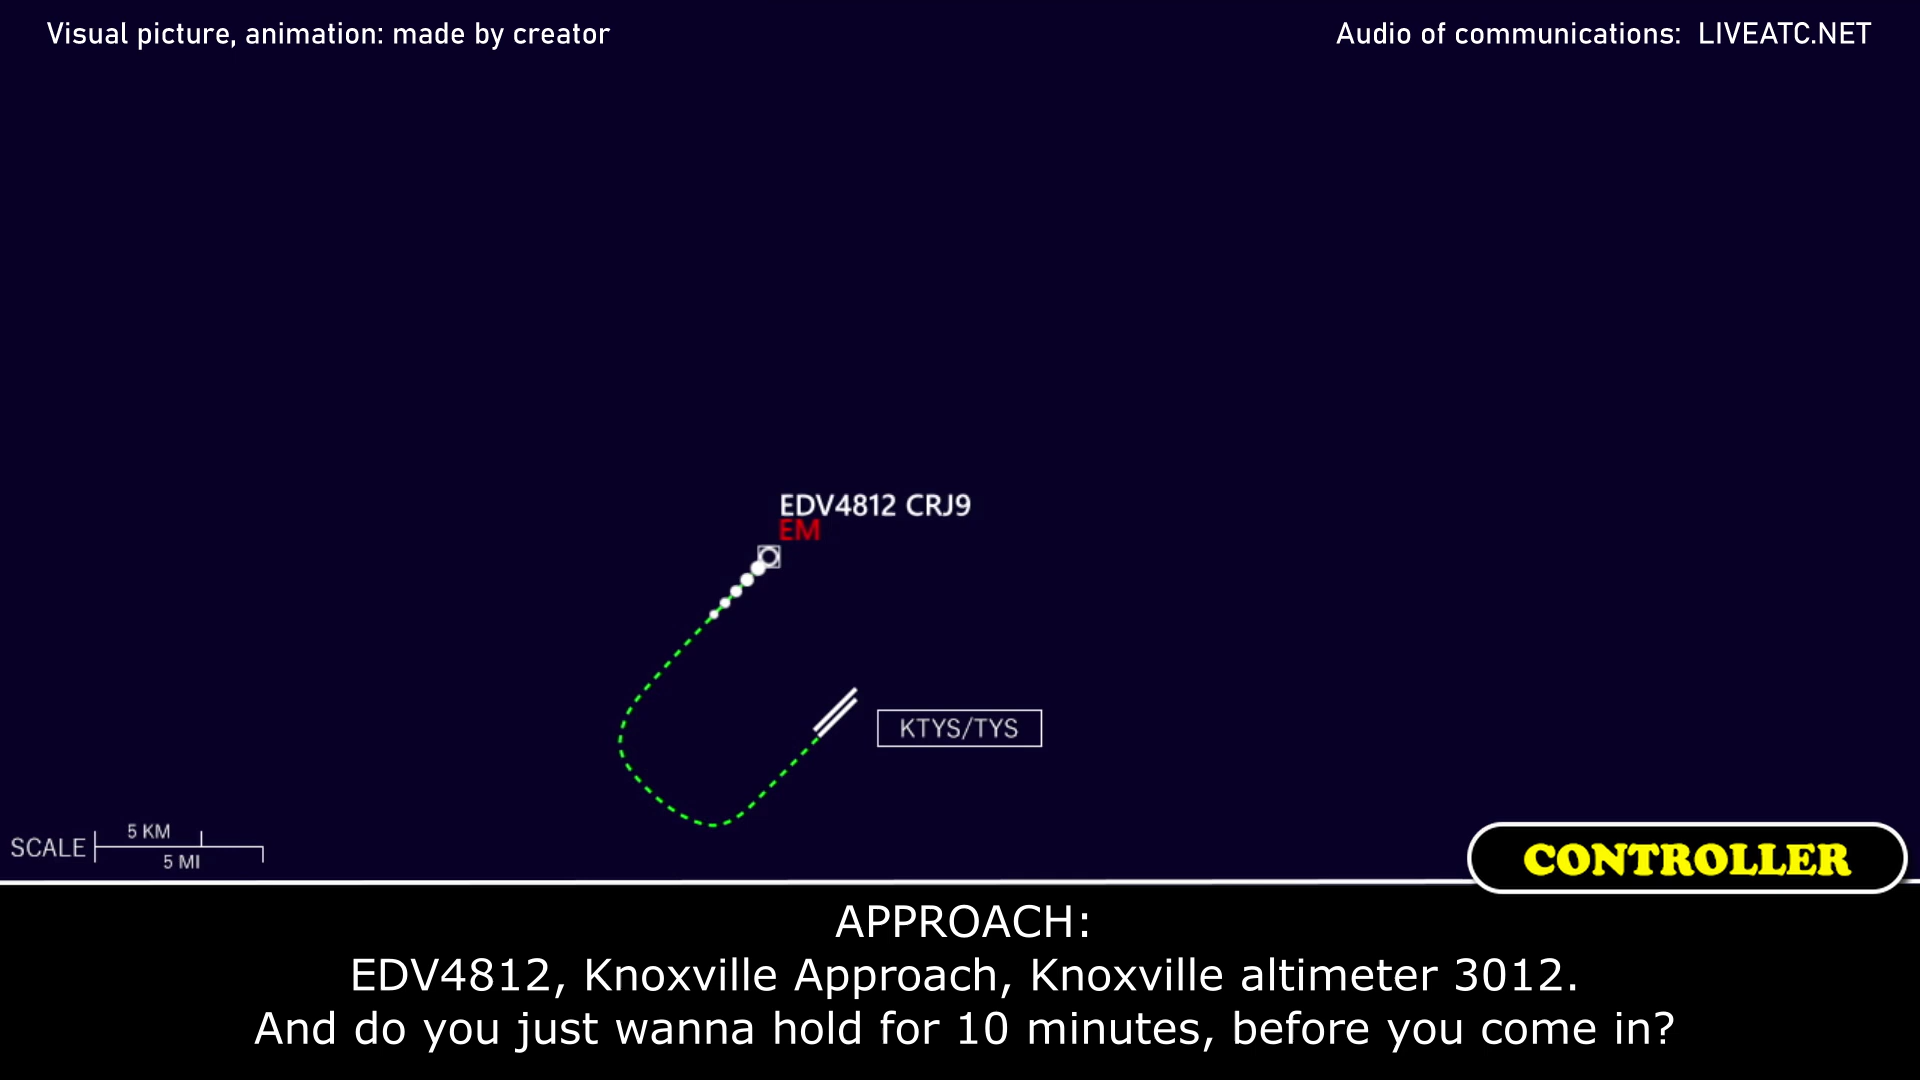 Visual picture, animation: made by creator
Audio of communications: LIVEATC.NET
EDV4812 CRJ9
EM
KTYS/TYS
5 KM
SCALE
5 MI
CONTROLLER
APPROACH:
EDV4812, Knoxville Approach, Knoxville altimeter 3012.
And do you just wanna hold for 10 minutes, before you come in?